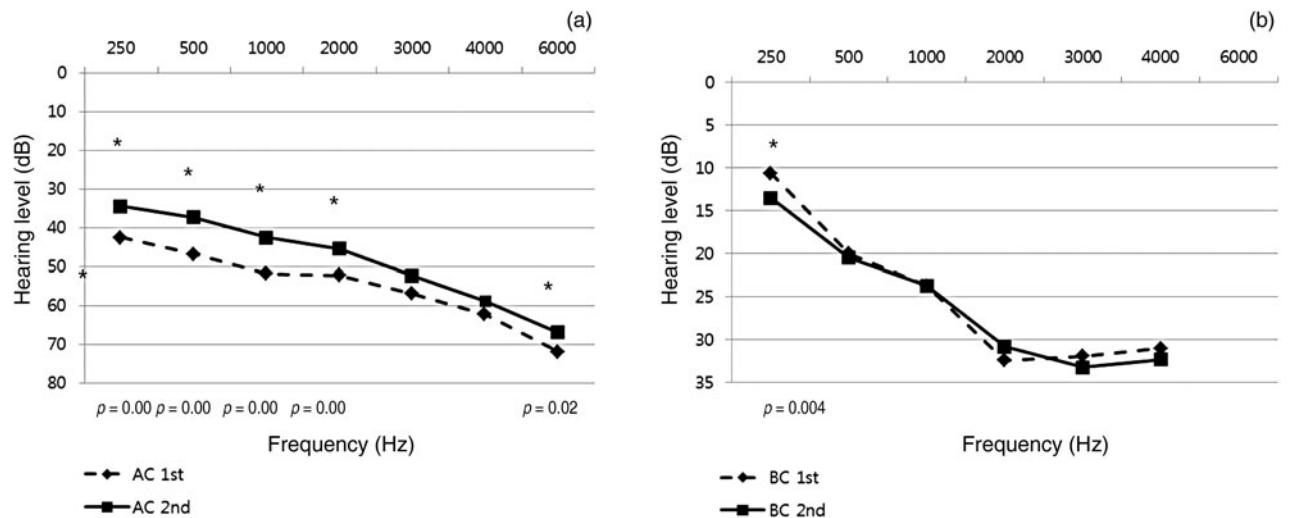 (a)
250 500 1000 2000 3000 4000 6000
0
10
20
30
40
50
60
70
80
Hearing level (dB)
*
*
*
*
*
*
p = 0.00 p = 0.00 p = 0.00 p = 0.00 p = 0.02
Frequency (Hz)
AC 1st
AC 2nd
(b)
250 500 1000 2000 3000 4000 6000
0
5
10
15
20
25
30
35
Hearing level (dB)
*
p = 0.004
Frequency (Hz)
BC 1st
BC 2nd